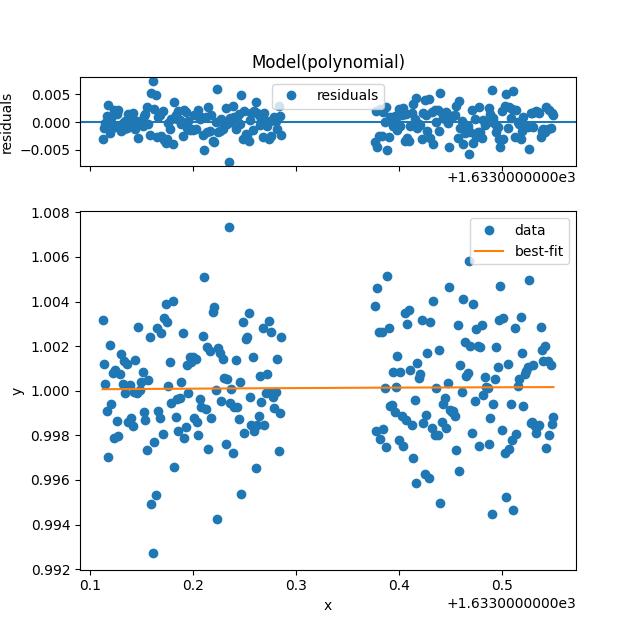 Model(polynomial)
residuals
0.005
0.000
−0.005
residuals
+1.6330000000e3
1.008
1.006
1.004
1.002
1.000
0.998
0.996
0.994
0.992
y
data
best-fit
0.1
0.2
0.3
0.4
0.5
x
+1.6330000000e3